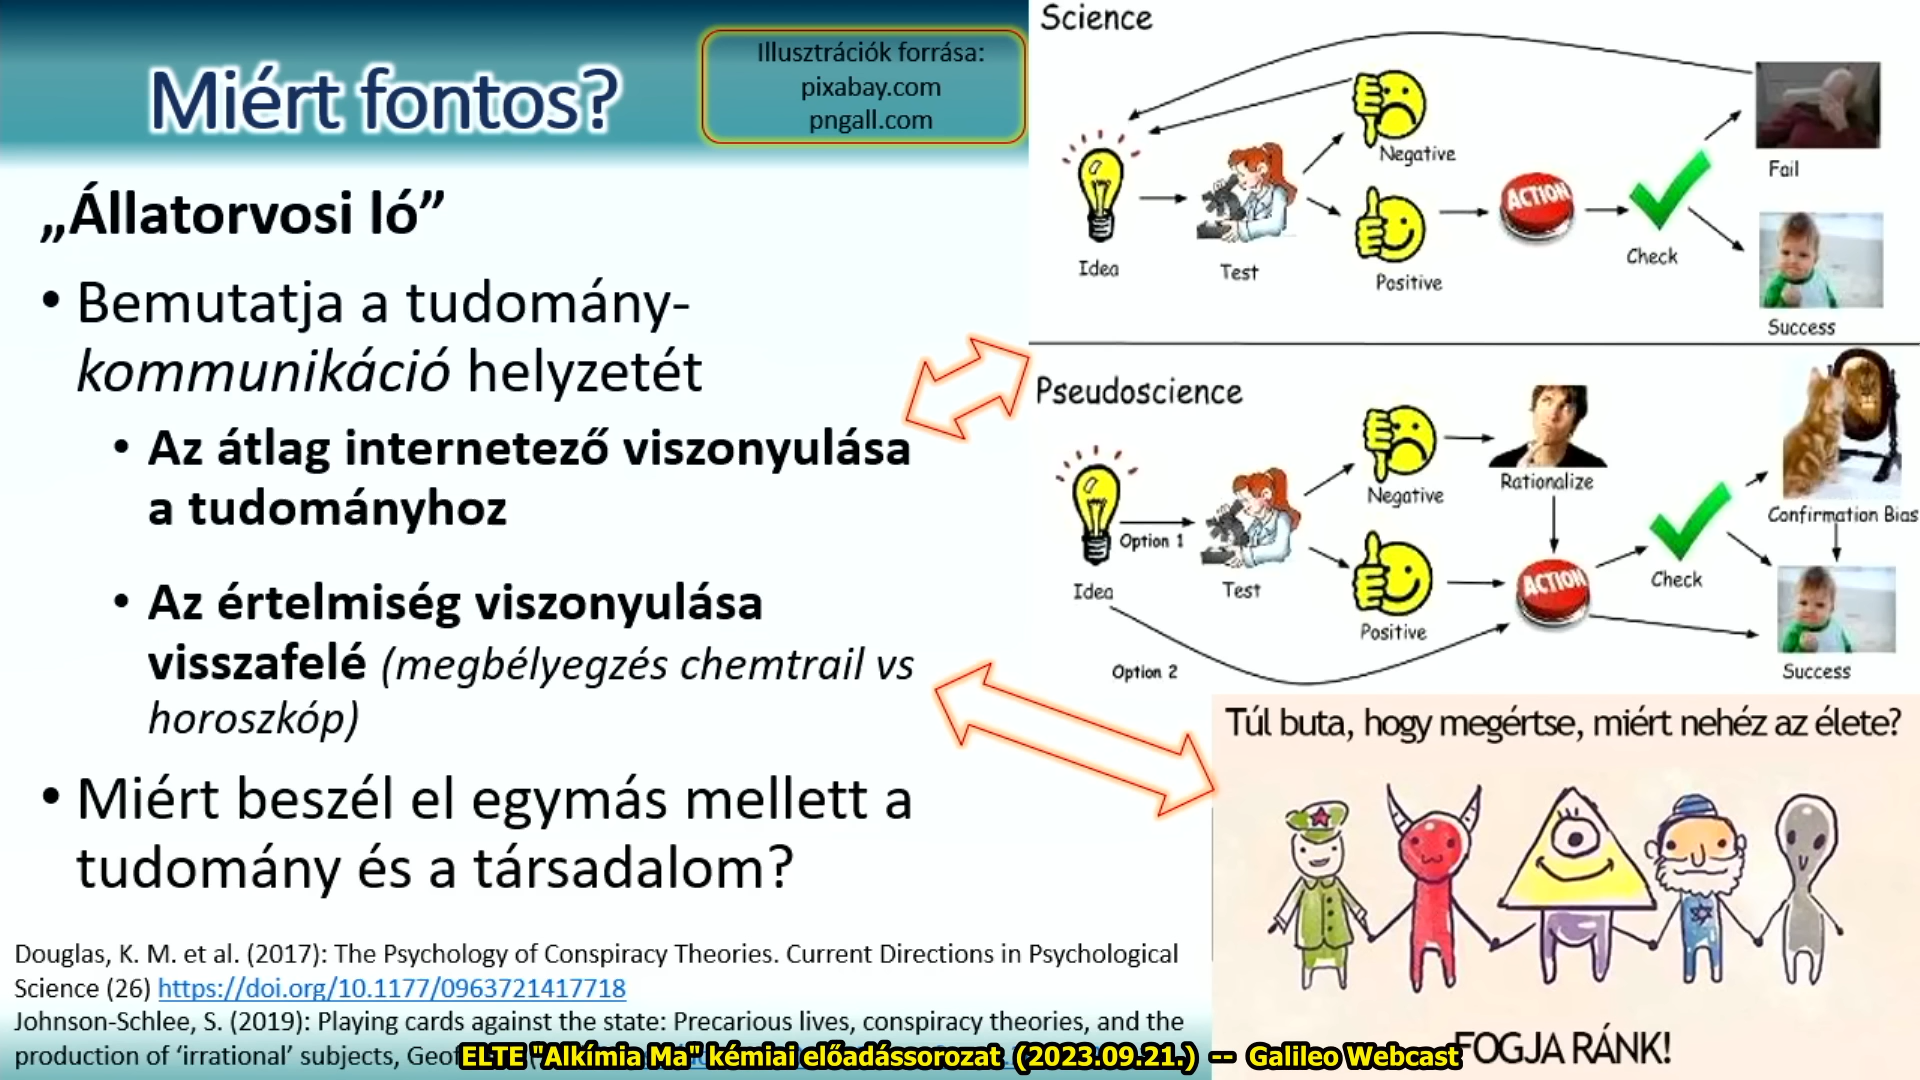 Miért fontos?
Illusztrációk forrása:
pixabay.com
pngall.com
„Állatorvosi ló”
• Bemutatja a tudomány-
kommunikáció helyzetét
• Az átlag internetező viszonyulása
a tudományhoz
• Az értelmiség viszonyulása
visszafelé (megbélyegzés chemtrail vs
horoszkóp)
• Miért beszél el egymás mellett a
tudomány és a társadalom?
Douglas, K. M. et al. (2017): The Psychology of Conspiracy Theories. Current Directions in Psychological
Science (26) https://doi.org/10.1177/0963721417718
Johnson-Schlee, S. (2019): Playing cards against the state: Precarious lives, conspiracy theories, and the
production of ‘irrational’ subjects,
Science
Idea
Test
Negative
Positive
ACTION
Check
Fail
Success
Pseudoscience
Idea
Option 1
Option 2
Test
Negative
Positive
Rationalize
ACTION
Check
Confirmation Bias
Success
Túl buta, hogy megértse, miért nehéz az élete?
FOGJA RÁNK!
ELTE "Alkímia Ma" kémiai előadássorozat (2023.09.21.) -- Galileo Webcast